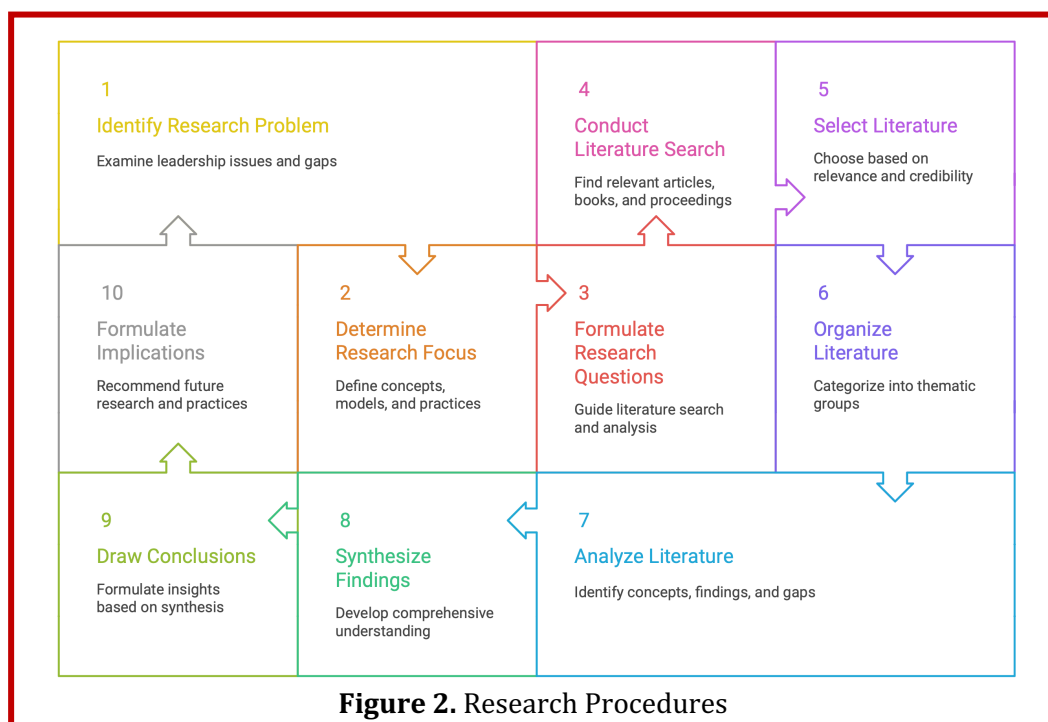 1
Identify Research Problem
Examine leadership issues and gaps
2
Determine
Research Focus
Define concepts,
models, and practices
3
Formulate
Research
Questions
Guide literature search
and analysis
4
Conduct
Literature Search
Find relevant articles,
books, and proceedings
5
Select Literature
Choose based on
relevance and credibility
6
Organize
Literature
Categorize into thematic
groups
7
Analyze Literature
Identify concepts, findings, and gaps
8
Synthesize
Findings
Develop comprehensive
understanding
9
Draw Conclusions
Formulate insights
based on synthesis
10
Formulate
Implications
Recommend future
research and practices
Figure 2. Research Procedures